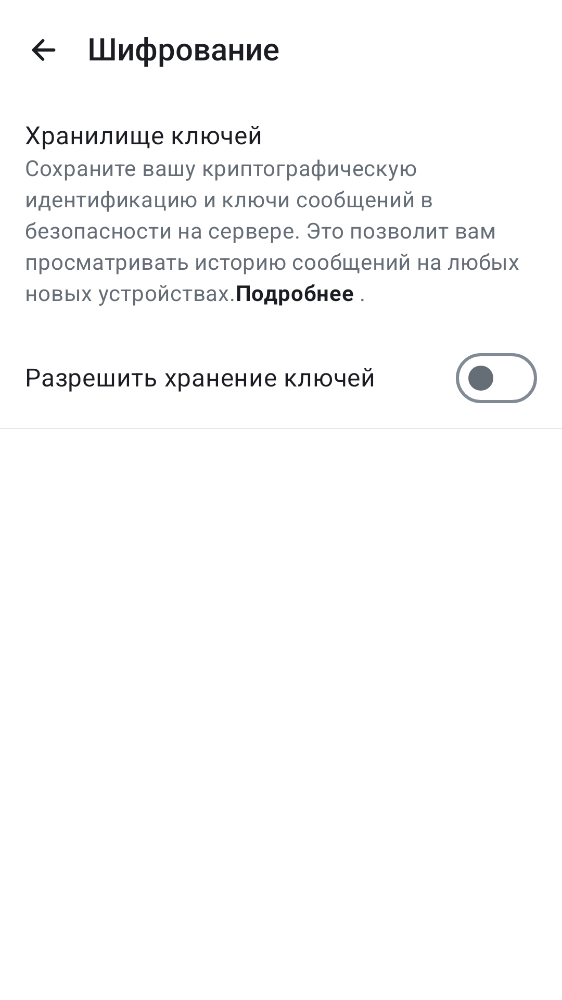 Шифрование
Хранилище ключей
Сохраните вашу криптографическую
идентификацию и ключи сообщений в
безопасности на сервере. Это позволит вам
просматривать историю сообщений на любых
новых устройствах.Подробнее .
Разрешить хранение ключей